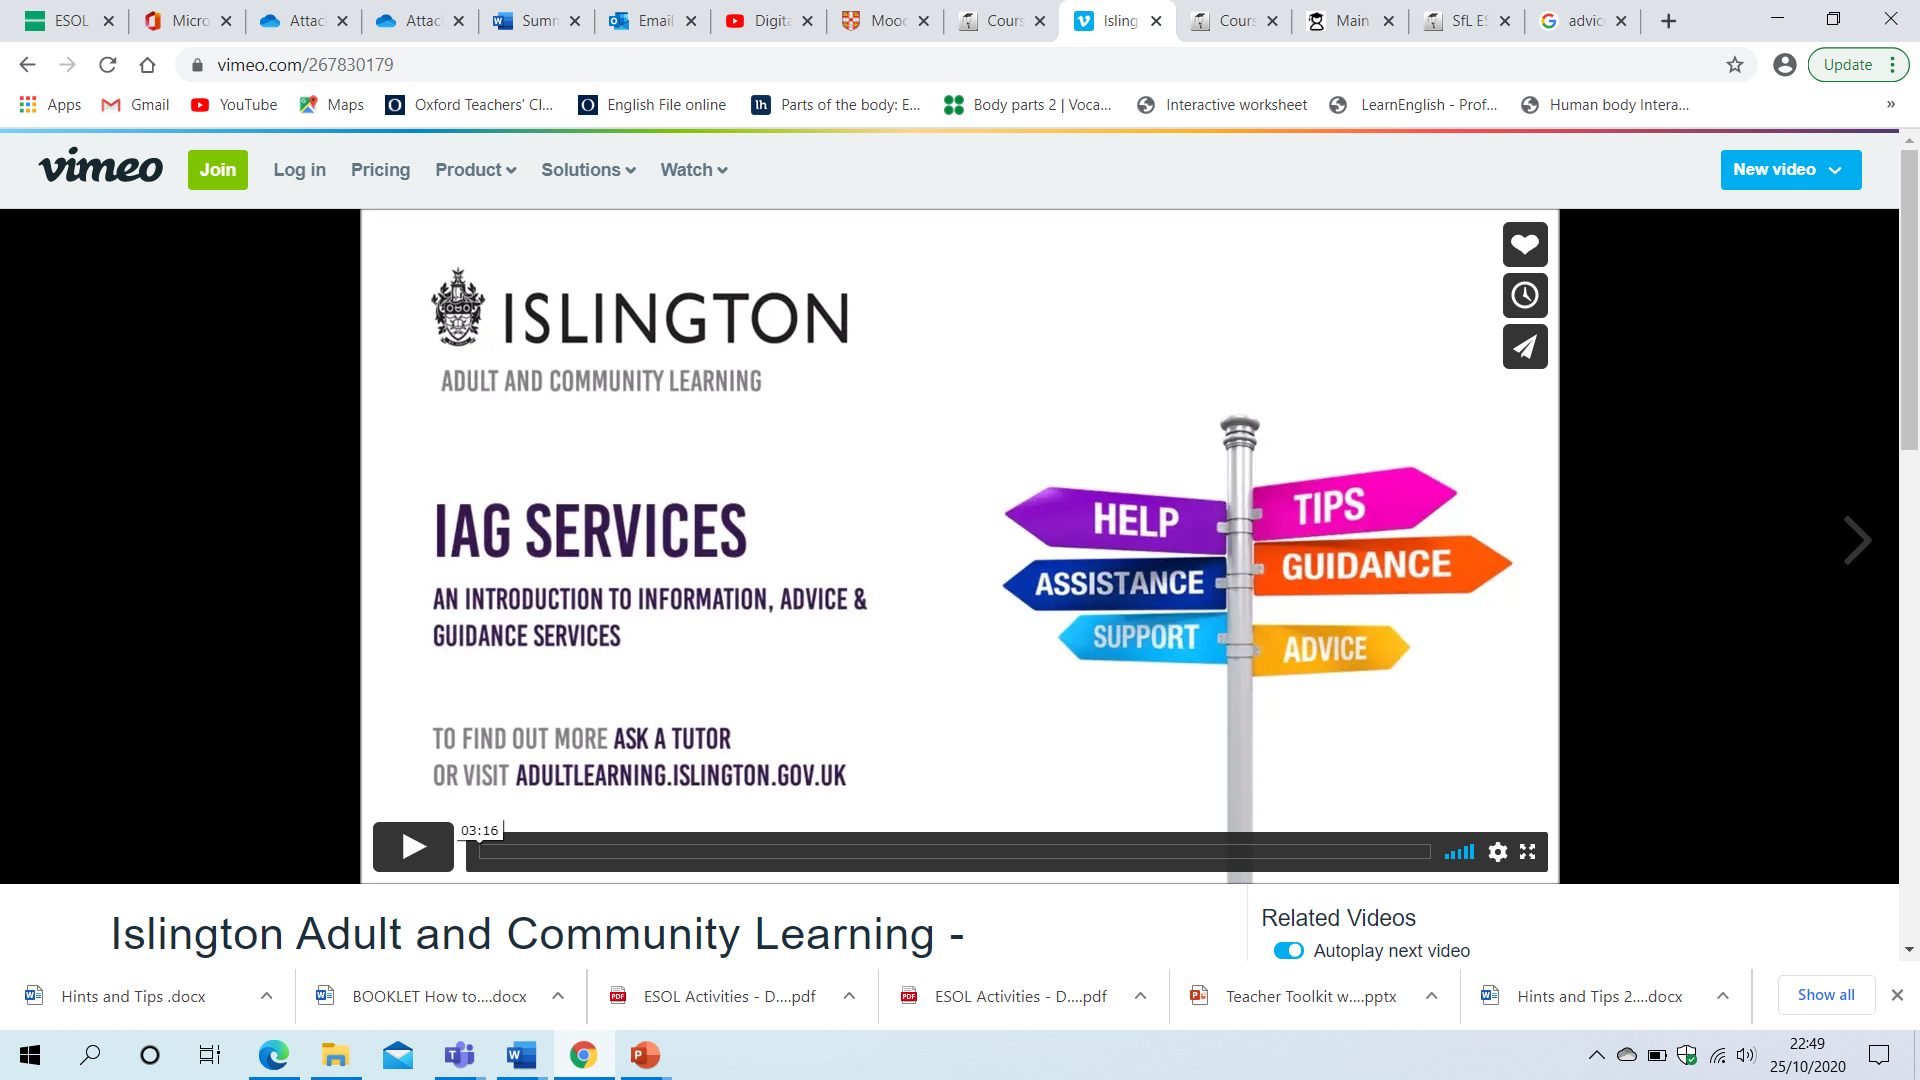 ESOL
Micro
Attac
Attac
Summ
Email
Digita
Mooc
Cours
Isling
Cours
Main
SfL ES
advic
vimeo.com/267830179
Update
Apps
Gmail
YouTube
Maps
Oxford Teachers' Cl...
English File online
Parts of the body: E...
Body parts 2 | Voca...
Interactive worksheet
LearnEnglish - Prof...
Human body Intera...
»
vimeo
Join
Log in
Pricing
Product
Solutions
Watch
New video
ISLINGTON
ADULT AND COMMUNITY LEARNING
IAG SERVICES
AN INTRODUCTION TO INFORMATION, ADVICE &
GUIDANCE SERVICES
TO FIND OUT MORE ASK A TUTOR
OR VISIT ADULTLEARNING.ISLINGTON.GOV.UK
HELP
TIPS
ASSISTANCE
GUIDANCE
SUPPORT
ADVICE
03:16
Islington Adult and Community Learning -
Related Videos
Autoplay next video
Hints and Tips .docx
BOOKLET How to....docx
ESOL Activities - D....pdf
ESOL Activities - D....pdf
Teacher Toolkit w....pptx
Hints and Tips 2....docx
Show all
22:49
25/10/2020